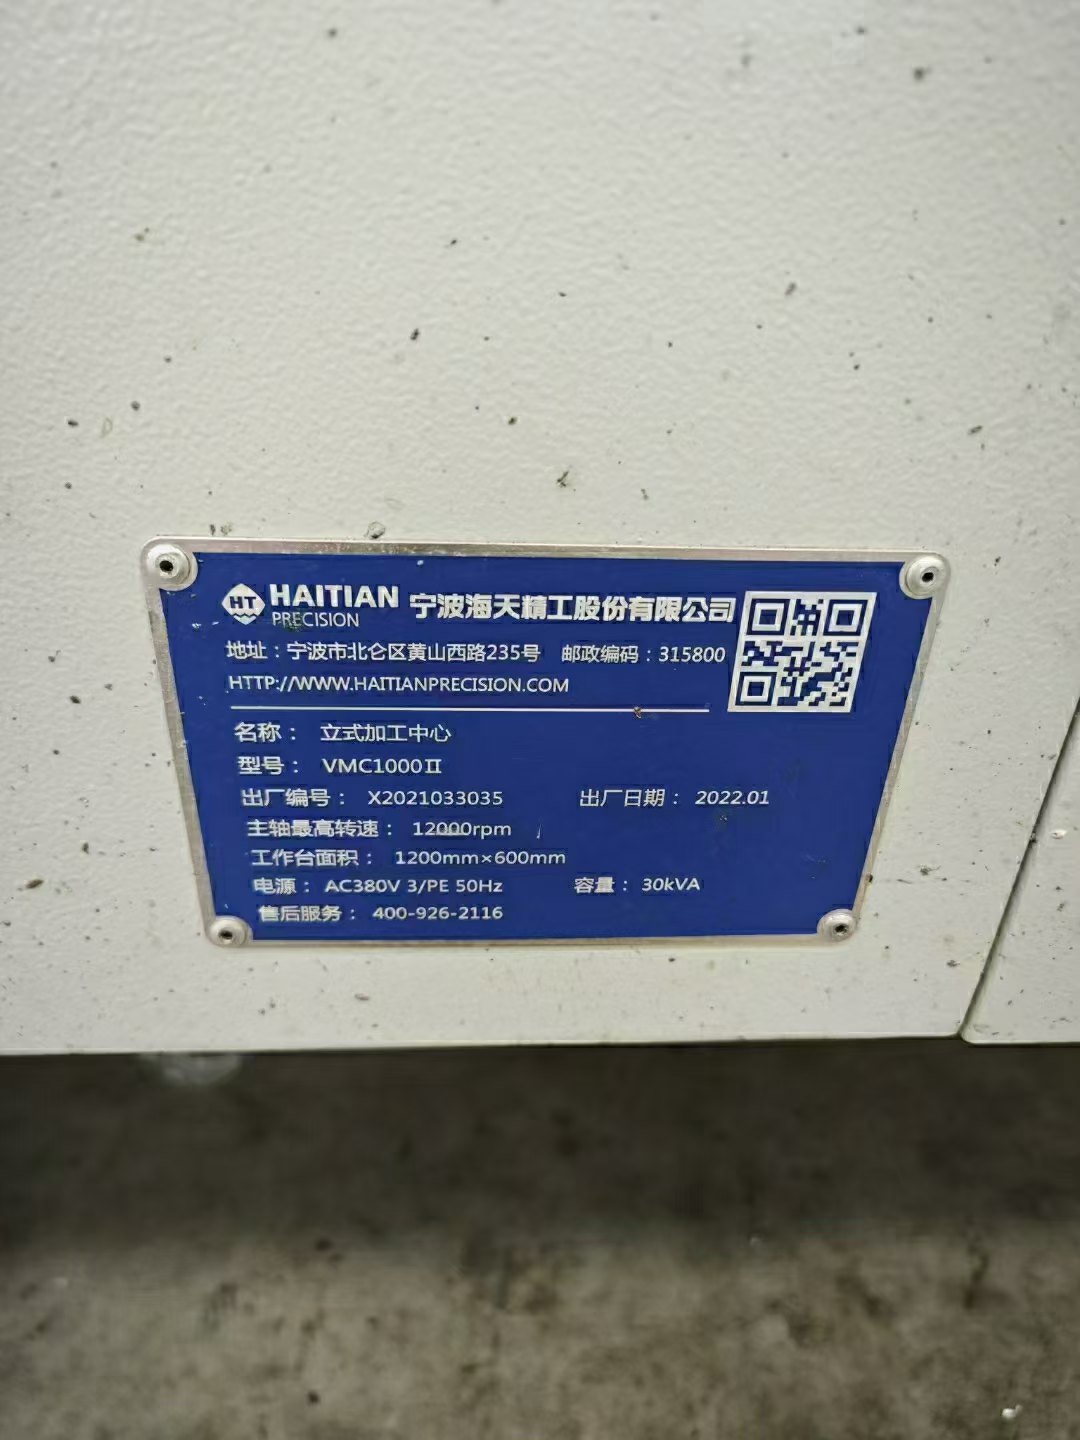 HT HAITIAN PRECISION 宁波海天精工股份有限公司
地址：宁波市北仑区黄山西路235号 邮政编码：315800
HTTP://WWW.HAITIANPRECISION.COM
名称： 立式加工中心
型号： VMC1000Ⅱ
出厂编号： X2021033035 出厂日期： 2022.01
主轴最高转速： 12000rpm
工作台面积： 1200mm×600mm
电源： AC380V 3/PE 50Hz 容量： 30kVA
售后服务： 400-926-2116